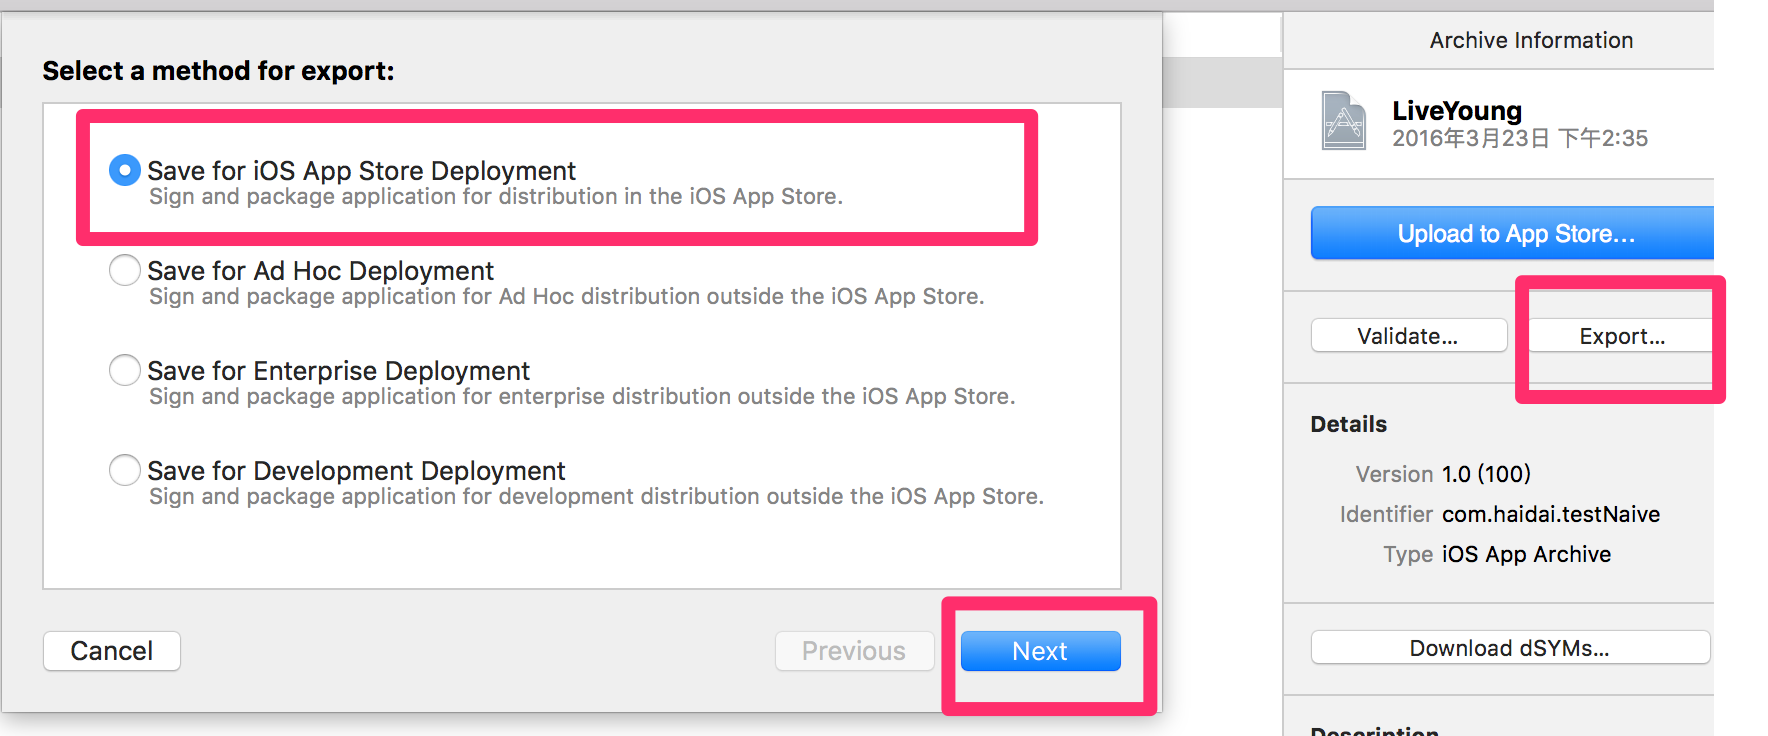 Select a method for export:
Save for iOS App Store Deployment
Sign and package application for distribution in the iOS App Store.
Save for Ad Hoc Deployment
Sign and package application for Ad Hoc distribution outside the iOS App Store.
Save for Enterprise Deployment
Sign and package application for enterprise distribution outside the iOS App Store.
Save for Development Deployment
Sign and package application for development distribution outside the iOS App Store.
Cancel
Previous
Next
Archive Information
LiveYoung
2016年3月23日 下午2:35
Upload to App Store...
Validate...
Export...
Details
Version 1.0 (100)
Identifier com.haidai.testNaive
Type iOS App Archive
Download dSYMs...
Description